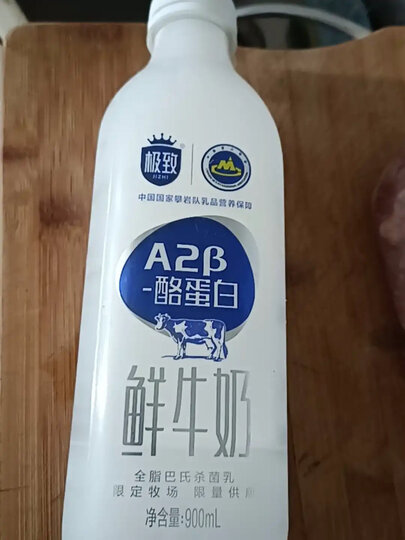 极致
JIZHI
中国国家攀岩队乳品营养保障
A2β
-酪蛋白
鲜牛奶
全脂巴氏杀菌乳
限定牧场 限量供应
净含量:900mL